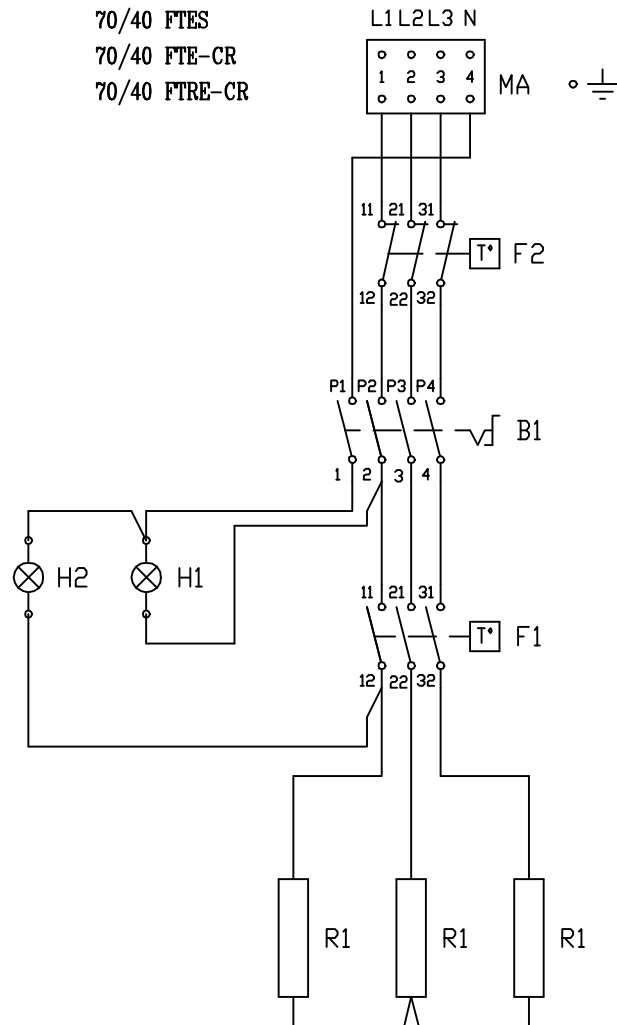 70/40 FTES
70/40 FTE-CR
70/40 FTRE-CR
L1 L2 L3 N
1 2 3 4
MA
11 21 31
T° F2
12 22 32
P1 P2 P3 P4
B1
1 2 3 4
H2 H1
11 21 31
T° F1
12 22 32
R1 R1 R1